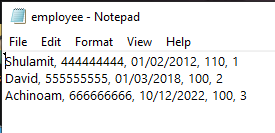 employee - Notepad
File Edit Format View Help
Shulamit, 444444444, 01/02/2012, 110, 1
David, 555555555, 01/03/2018, 100, 2
Achinoam, 666666666, 10/12/2022, 100, 3